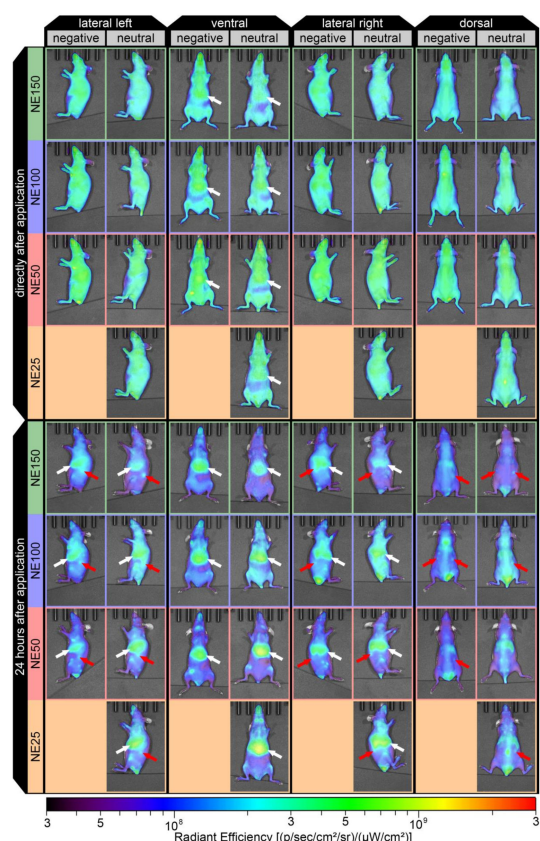 lateral left ventral lateral right dorsal
negative neutral negative neutral negative neutral negative neutral
directly after application
NE150
NE100
NE50
NE25
24 hours after application
NE150
NE100
NE50
NE25
3 5 10⁸ 3 5 10⁹ 3
Radiant Efficiency [(p/sec/cm²/sr)/(µW/cm²)]